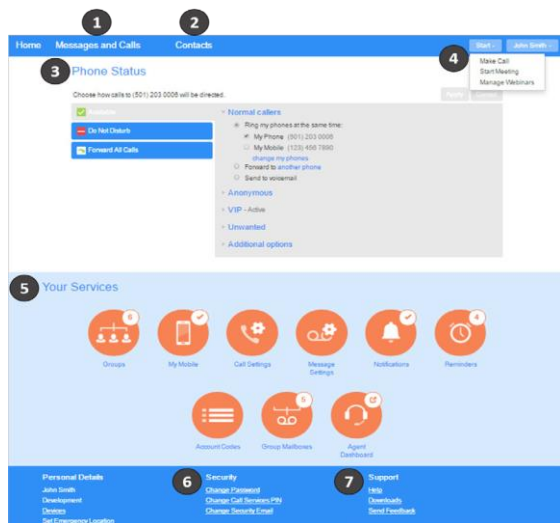 1
2
Home Messages and Calls Contacts
Start John Smith
4
Make Call
Start Meeting
Manage Webinars
3
Phone Status
Choose how calls to (501) 203 0006 will be directed.
Apply
Available
Do Not Disturb
Forward All Calls
Normal callers
Ring my phones at the same time:
My Phone (501) 203 0006
My Mobile (123) 456 7890
change my phones
Forward to another phone
Send to voicemail
Anonymous
VIP - Active
Unwanted
Additional options
5
Your Services
6
4
Groups
My Mobile
Call Settings
Message
Settings
Notifications
Reminders
5
Account Codes
Group Mailboxes
Agent
Dashboard
Personal Details
John Smith
Development
Devices
Set Emergency Location
6
Security
Change Password
Change Call Services PIN
Change Security Email
7
Support
Help
Downloads
Send Feedback